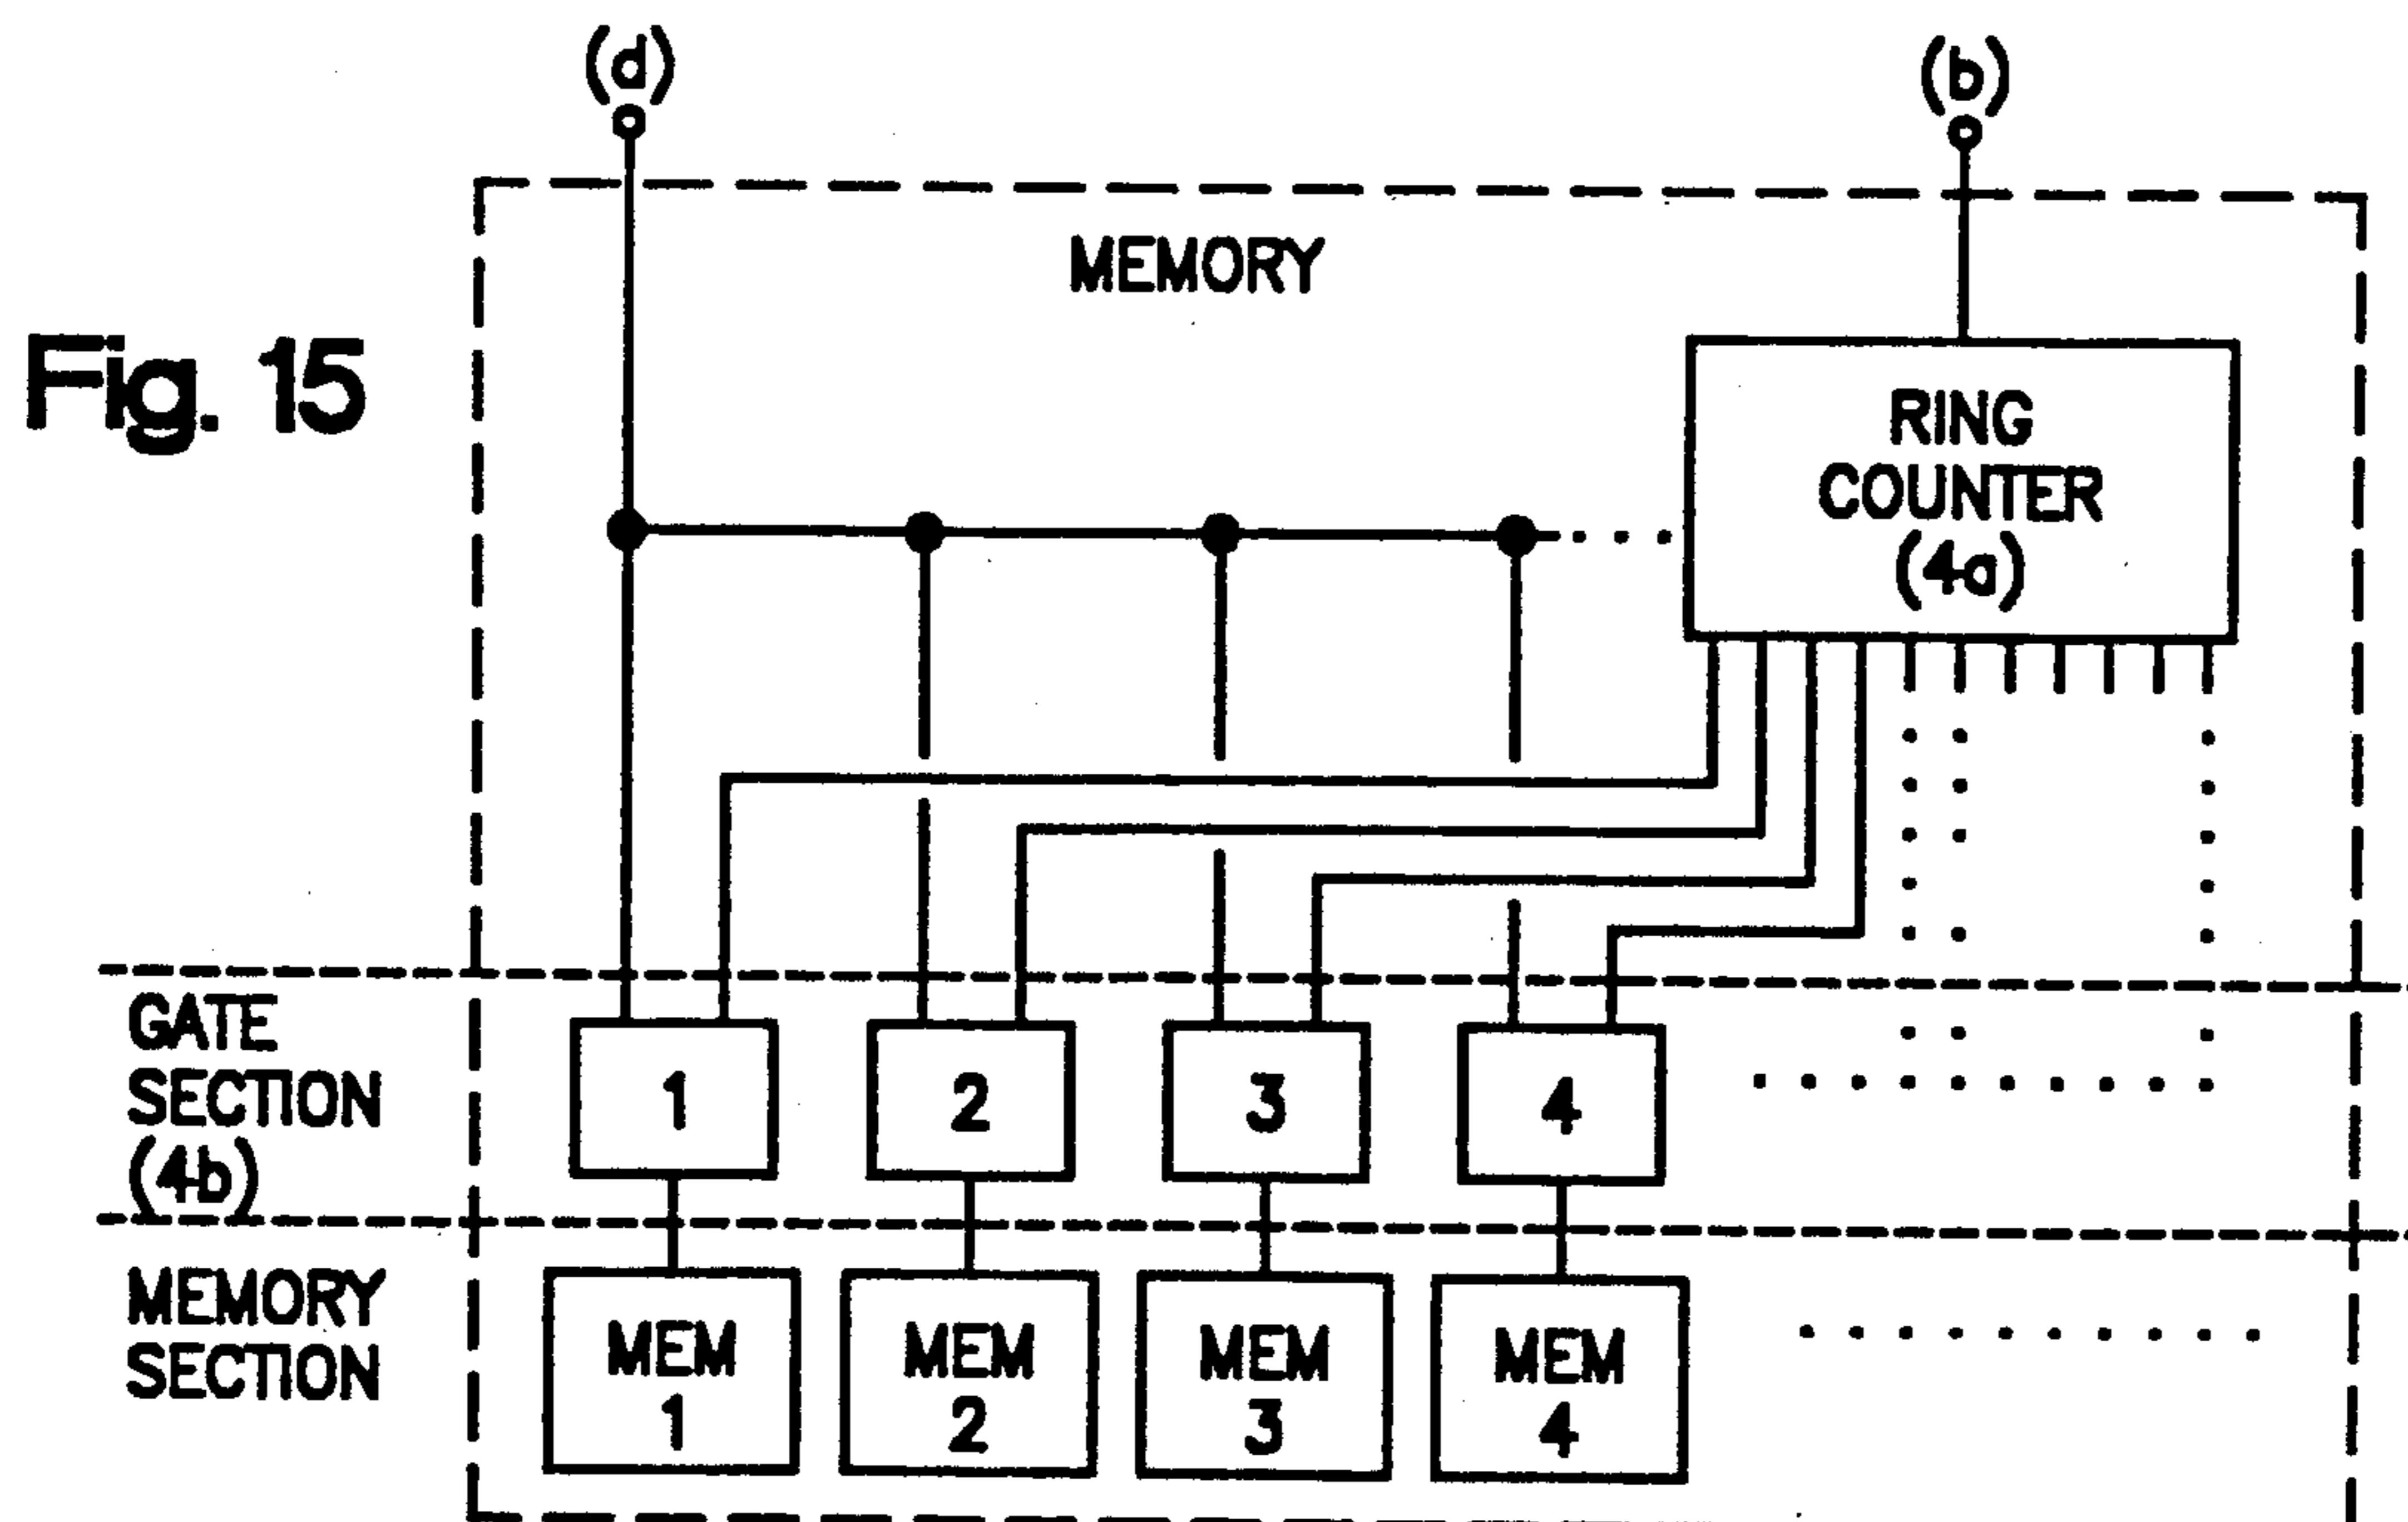 (d)
(b)
MEMORY
Fig. 15
RING
COUNTER
(4a)
GATE
SECTION
(4b)
1
2
3
4
MEMORY
SECTION
MEM
1
MEM
2
MEM
3
MEM
4